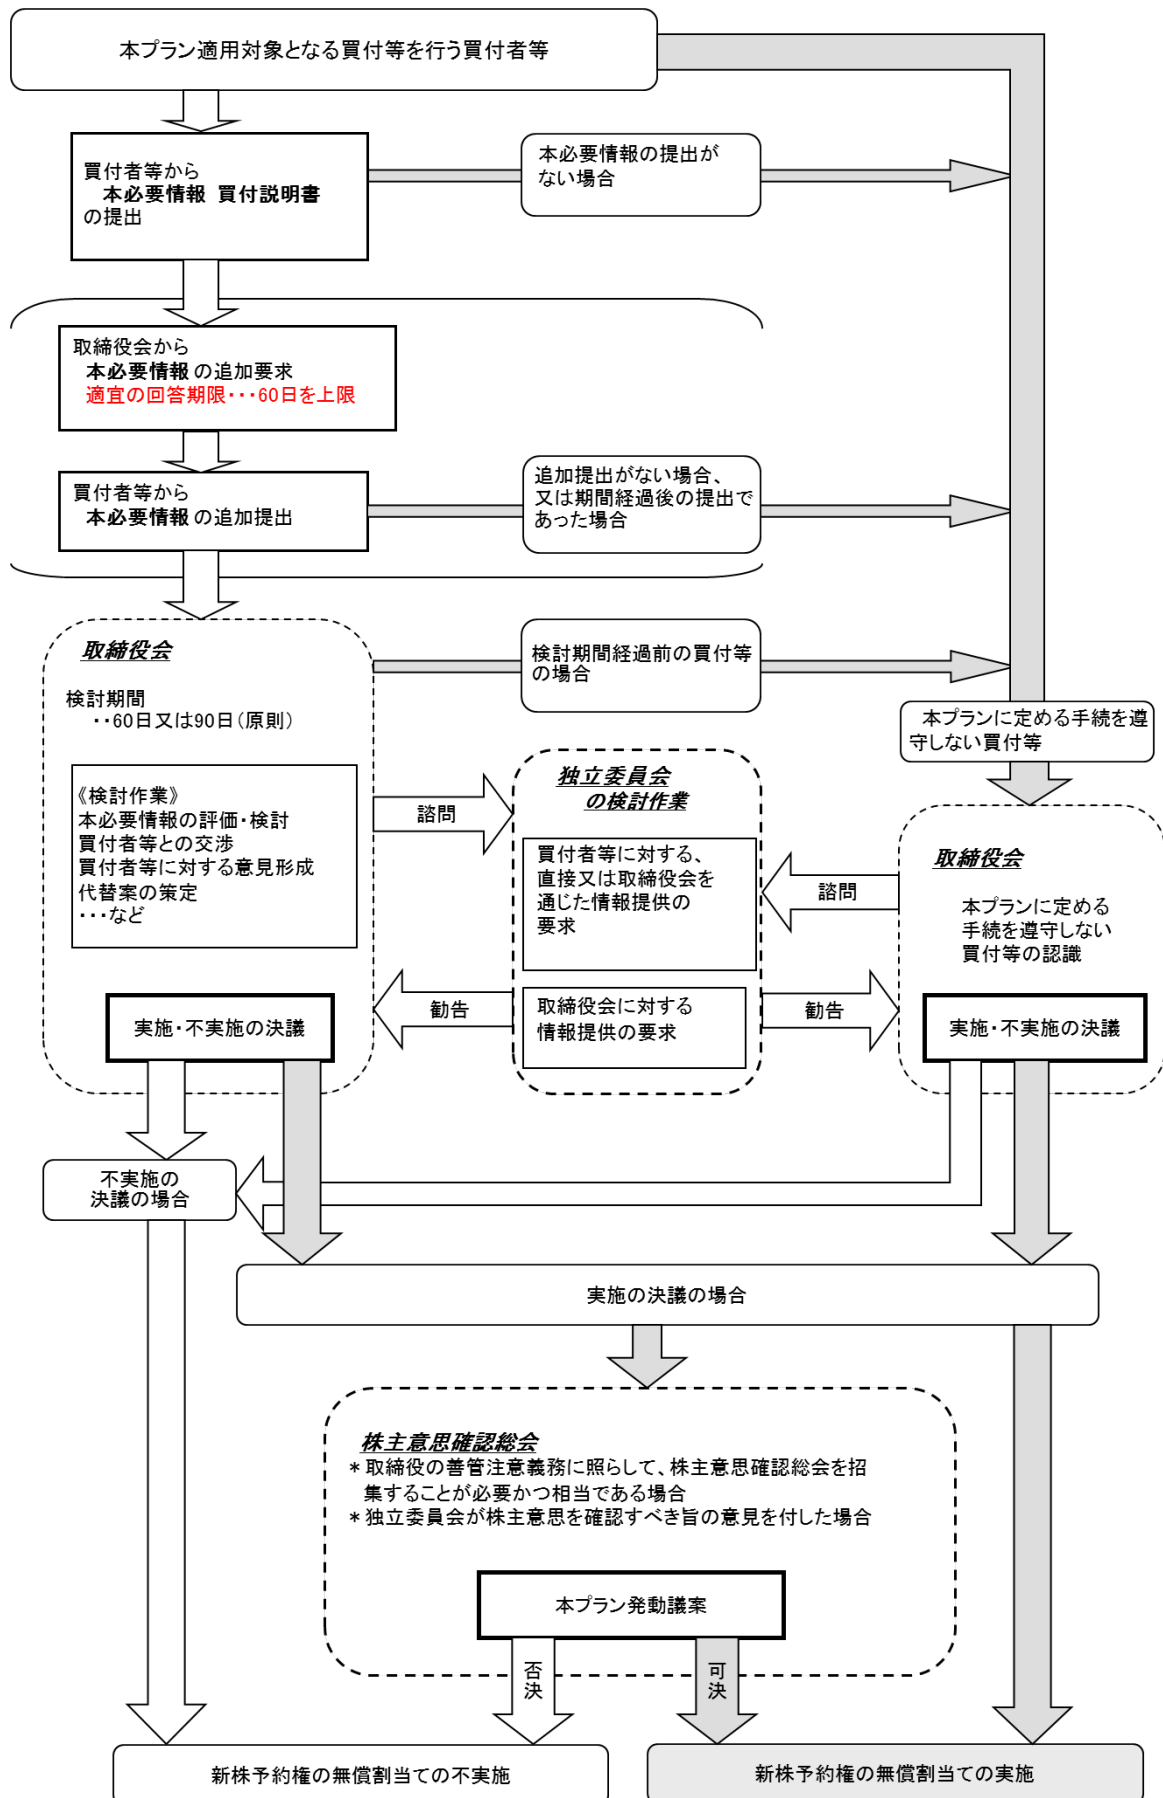 本プラン適用対象となる買付等を行う買付者等
買付者等から
本必要情報 買付説明書
の提出
本必要情報の提出が
ない場合
取締役会から
本必要情報 の追加要求
適宜の回答期限・・・60日を上限
買付者等から
本必要情報 の追加提出
追加提出がない場合、
又は期間経過後の提出で
あった場合
取締役会
検討期間
・・60日又は90日（原則）
検討期間経過前の買付等
の場合
本プランに定める手続を遵
守しない買付等
《検討作業》
本必要情報の評価・検討
買付者等との交渉
買付者等に対する意見形成
代替案の策定
・・・など
諮問
独立委員会
の検討作業
買付者等に対する、
直接又は取締役会を
通じた情報提供の
要求
諮問
取締役会
本プランに定める
手続を遵守しない
買付等の認識
勧告
取締役会に対する
情報提供の要求
勧告
実施・不実施の決議
実施・不実施の決議
不実施の
決議の場合
実施の決議の場合
株主意思確認総会
＊取締役の善管注意義務に照らして、株主意思確認総会を招
集することが必要かつ相当である場合
＊独立委員会が株主意思を確認すべき旨の意見を付した場合
本プラン発動議案
否決
可決
新株予約権の無償割当ての不実施
新株予約権の無償割当ての実施